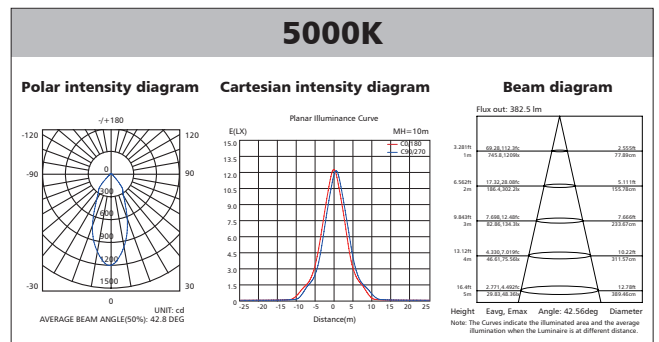 5000K
Polar intensity diagram
Cartesian intensity diagram
Beam diagram
-/+180
-120
120
-90
90
-30
30
0
0
300
600
900
1200
1500
UNIT: cd
AVERAGE BEAM ANGLE(50%): 42.8 DEG
Planar Illuminance Curve
E(LX)
MH=10m
C0/180
C90/270
15.0
13.5
12.0
10.5
9.0
7.5
6.0
4.5
3.0
1.5
0
-25 -20 -15 -10 -5 0 5 10 15 20 25
Distance(m)
Flux out: 382.5 lm
3.281ft 69.28,112.3fc 2.555ft
1m 745.8,1209lx 77.89cm
6.562ft 17.32,28.08fc 5.111ft
2m 186.4,302.2lx 155.78cm
9.843ft 7.698,12.48fc 7.666ft
3m 82.86,134.3lx 233.67cm
13.12ft 4.330,7.019fc 10.22ft
4m 46.61,75.56lx 311.57cm
16.4ft 2.771,4.492fc 12.78ft
5m 29.83,48.36lx 389.46cm
Height Eavg, Emax Angle: 42.56deg Diameter
Note: The Curves indicate the illuminated area and the average
illumination when the Luminaire is at different distance.